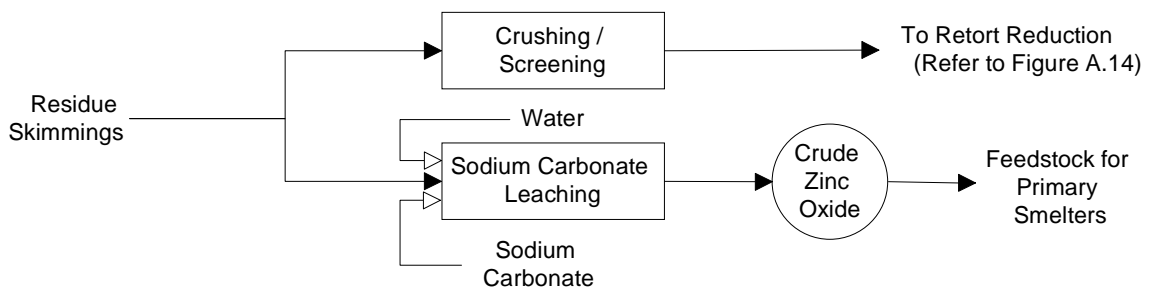 Crushing /
Screening
To Retort Reduction
(Refer to Figure A.14)
Residue
Skimmings
Water
Sodium Carbonate
Leaching
Crude
Zinc
Oxide
Feedstock for
Primary
Smelters
Sodium
Carbonate